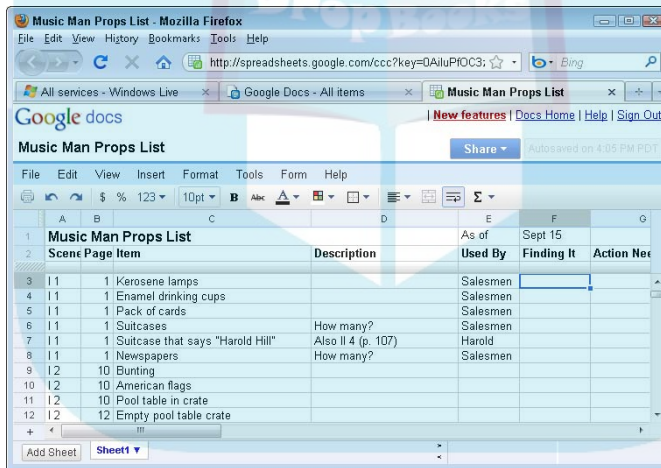 Drop Books
Music Man Props List - Mozilla Firefox
File Edit View History Bookmarks Tools Help
http://spreadsheets.google.com/ccc?key=0AiluPfOC3; Bing
All services - Windows Live Google Docs - All items Music Man Props List
Google docs New features | Docs Home | Help | Sign Out
Music Man Props List Share Autosaved on 4:05 PM PDT
File Edit View Insert Format Tools Form Help
$ % 123 10pt B Abc A Σ
A B C D E F G
1 Music Man Props List As of Sept 15
2 Scene Page Item Description Used By Finding It Action Nee
3 I 1 1 Kerosene lamps Salesmen
4 I 1 1 Enamel drinking cups Salesmen
5 I 1 1 Pack of cards Salesmen
6 I 1 1 Suitcases How many? Salesmen
7 I 1 1 Suitcase that says "Harold Hill" Also II 4 (p. 107) Harold
8 I 1 1 Newspapers How many? Salesmen
9 I 2 10 Bunting
10 I 2 10 American flags
11 I 2 10 Pool table in crate
12 I 2 12 Empty pool table crate
Add Sheet Sheet1